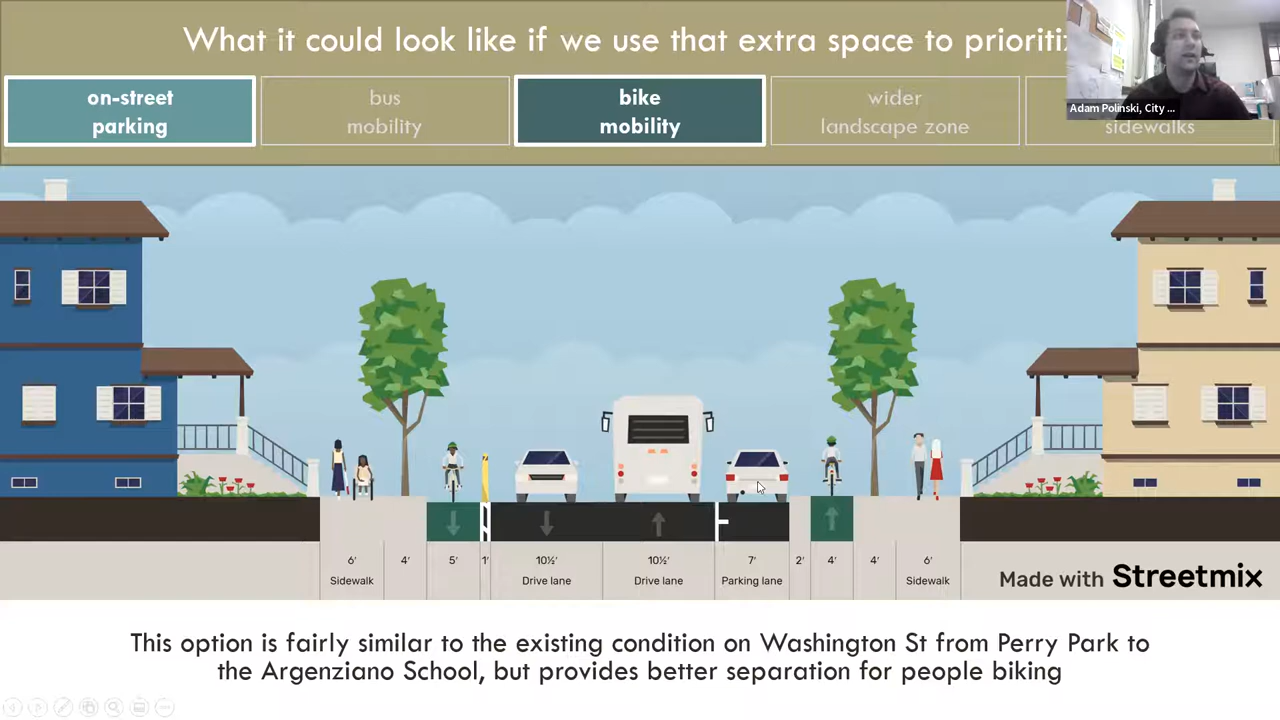 What it could look like if we use that extra space to prioriti
Adam Polinski, City ...
on-street
parking
bus
mobility
bike
mobility
wider
landscape zone
sidewalks
6' 4' 5' 1' 10½' 10½' 7' 2' 4' 4' 6'
Sidewalk Drive lane Drive lane Parking lane Sidewalk
Made with Streetmix
This option is fairly similar to the existing condition on Washington St from Perry Park to
the Argenziano School, but provides better separation for people biking